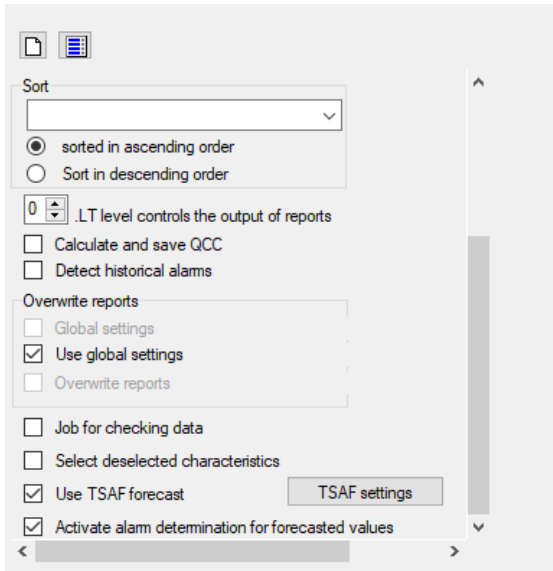 Sort
sorted in ascending order
Sort in descending order
0 .LT level controls the output of reports
Calculate and save QCC
Detect historical alarms
Overwrite reports
Global settings
Use global settings
Overwrite reports
Job for checking data
Select deselected characteristics
Use TSAF forecast TSAF settings
Activate alarm determination for forecasted values